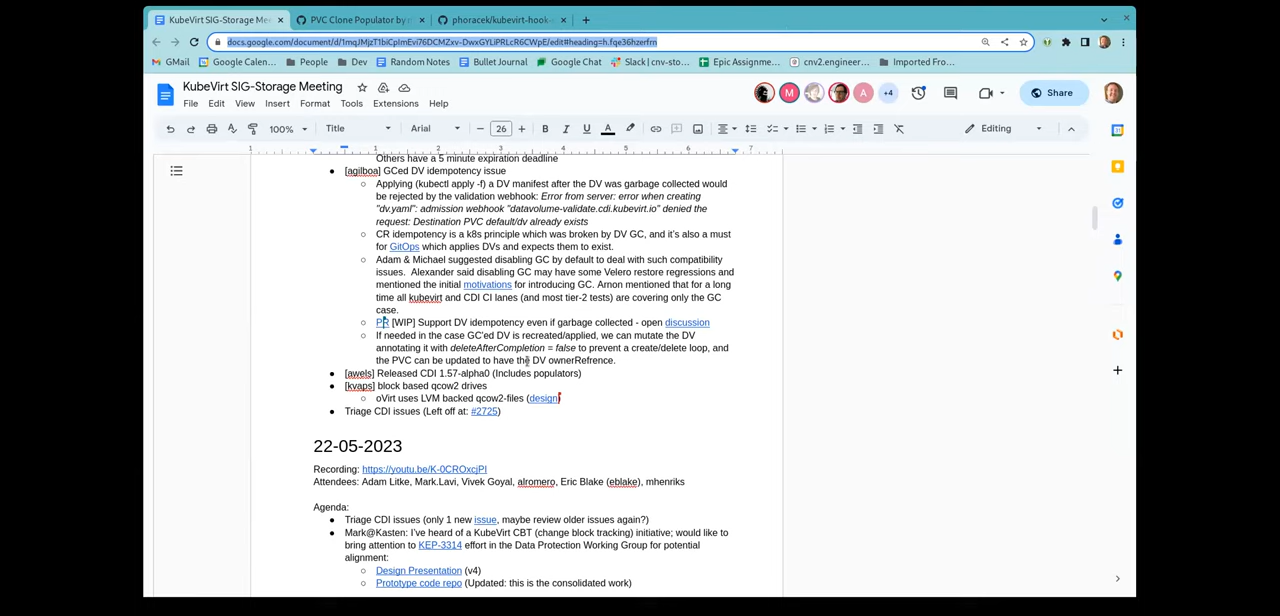 KubeVirt SIG-Storage Meeting
PVC Clone Populator by
phoracek/kubevirt-hook-
docs.google.com/document/d/1mqJMjzT1biCpImEvi76DCMZxv-DwxGYLiPRLcR6CWpE/edit#heading=h.fqe36hzerfrn
GMail
Google Calen...
People
Dev
Random Notes
Bullet Journal
Google Chat
Slack | cnv-sto...
Epic Assignment...
cnv2.engineer...
Imported Fro...
KubeVirt SIG-Storage Meeting
M
A
+4
Share
File Edit View Insert Format Tools Extensions Help
100% Title Arial 26 B I U A Editing
1 1 2 3 4 5 6 7
Others have a 5 minute expiration deadline
[agilboa] GCed DV idempotency issue
Applying (kubectl apply -f) a DV manifest after the DV was garbage collected would
be rejected by the validation webhook: Error from server: error when creating
"dv.yaml": admission webhook "datavolume-validate.cdi.kubevirt.io" denied the
request: Destination PVC default/dv already exists
CR idempotency is a k8s principle which was broken by DV GC, and it's also a must
for GitOps which applies DVs and expects them to exist.
Adam & Michael suggested disabling GC by default to deal with such compatibility
issues. Alexander said disabling GC may have some Velero restore regressions and
mentioned the initial motivations for introducing GC. Arnon mentioned that for a long
time all kubevirt and CDI CI lanes (and most tier-2 tests) are covering only the GC
case.
PR [WIP] Support DV idempotency even if garbage collected - open discussion
If needed in the case GC'ed DV is recreated/applied, we can mutate the DV
annotating it with deleteAfterCompletion = false to prevent a create/delete loop, and
the PVC can be updated to have the DV ownerRefrence.
[awels] Released CDI 1.57-alpha0 (Includes populators)
[kvaps] block based qcow2 drives
oVirt uses LVM backed qcow2-files (design)
Triage CDI issues (Left off at: #2725)
22-05-2023
Recording: https://youtu.be/K-0CROxcjPI
Attendees: Adam Litke, Mark.Lavi, Vivek Goyal, alromero, Eric Blake (eblake), mhenriks
Agenda:
Triage CDI issues (only 1 new issue, maybe review older issues again?)
Mark@Kasten: I've heard of a KubeVirt CBT (change block tracking) initiative; would like to
bring attention to KEP-3314 effort in the Data Protection Working Group for potential
alignment:
Design Presentation (v4)
Prototype code repo (Updated: this is the consolidated work)